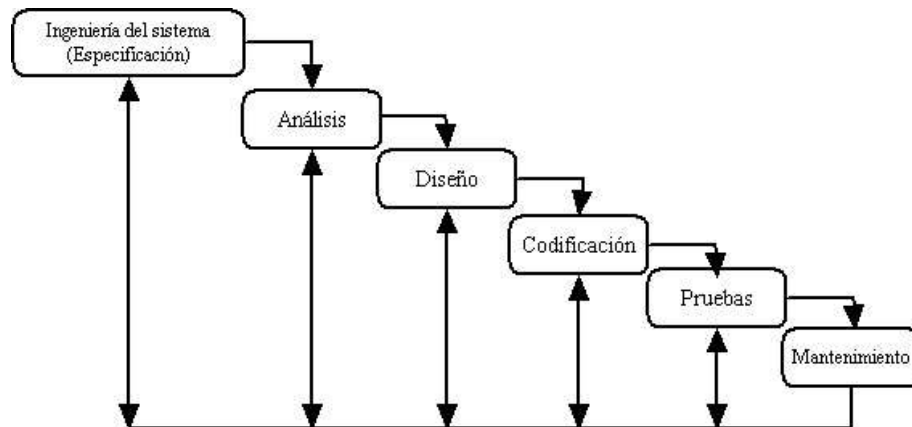 Ingeniería del sistema
(Especificación)
Análisis
Diseño
Codificación
Pruebas
Mantenimiento